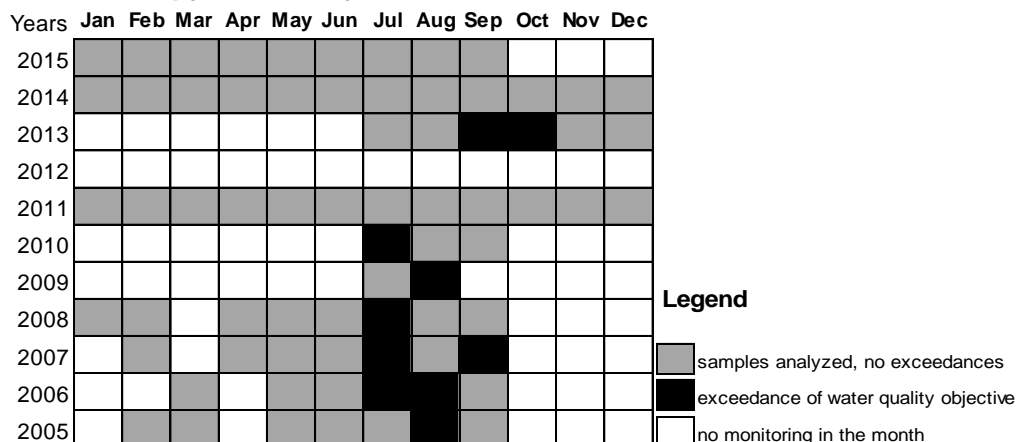 Years Jan Feb Mar Apr May Jun Jul Aug Sep Oct Nov Dec
2015
2014
2013
2012
2011
2010
2009
2008
2007
2006
2005
Legend
samples analyzed, no exceedances
exceedance of water quality objective
no monitoring in the month